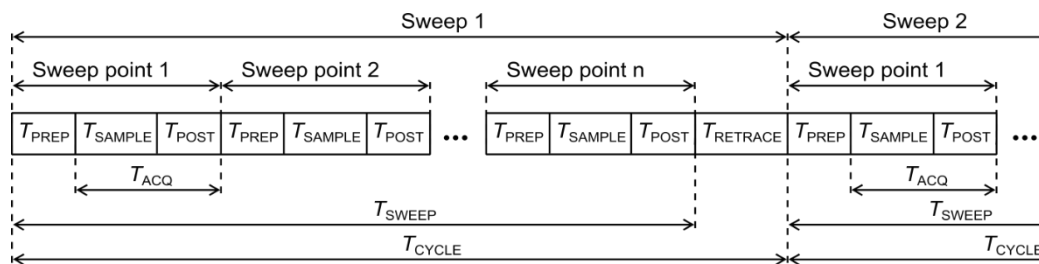 Sweep 1 Sweep 2
Sweep point 1 Sweep point 2 Sweep point n Sweep point 1
TPREP TSAMPLE TPOST TPREP TSAMPLE TPOST ••• TPREP TSAMPLE TPOST TRETRACE TPREP TSAMPLE TPOST •••
TACQ TACQ
TSWEEP TSWEEP
TCYCLE TCYCLE